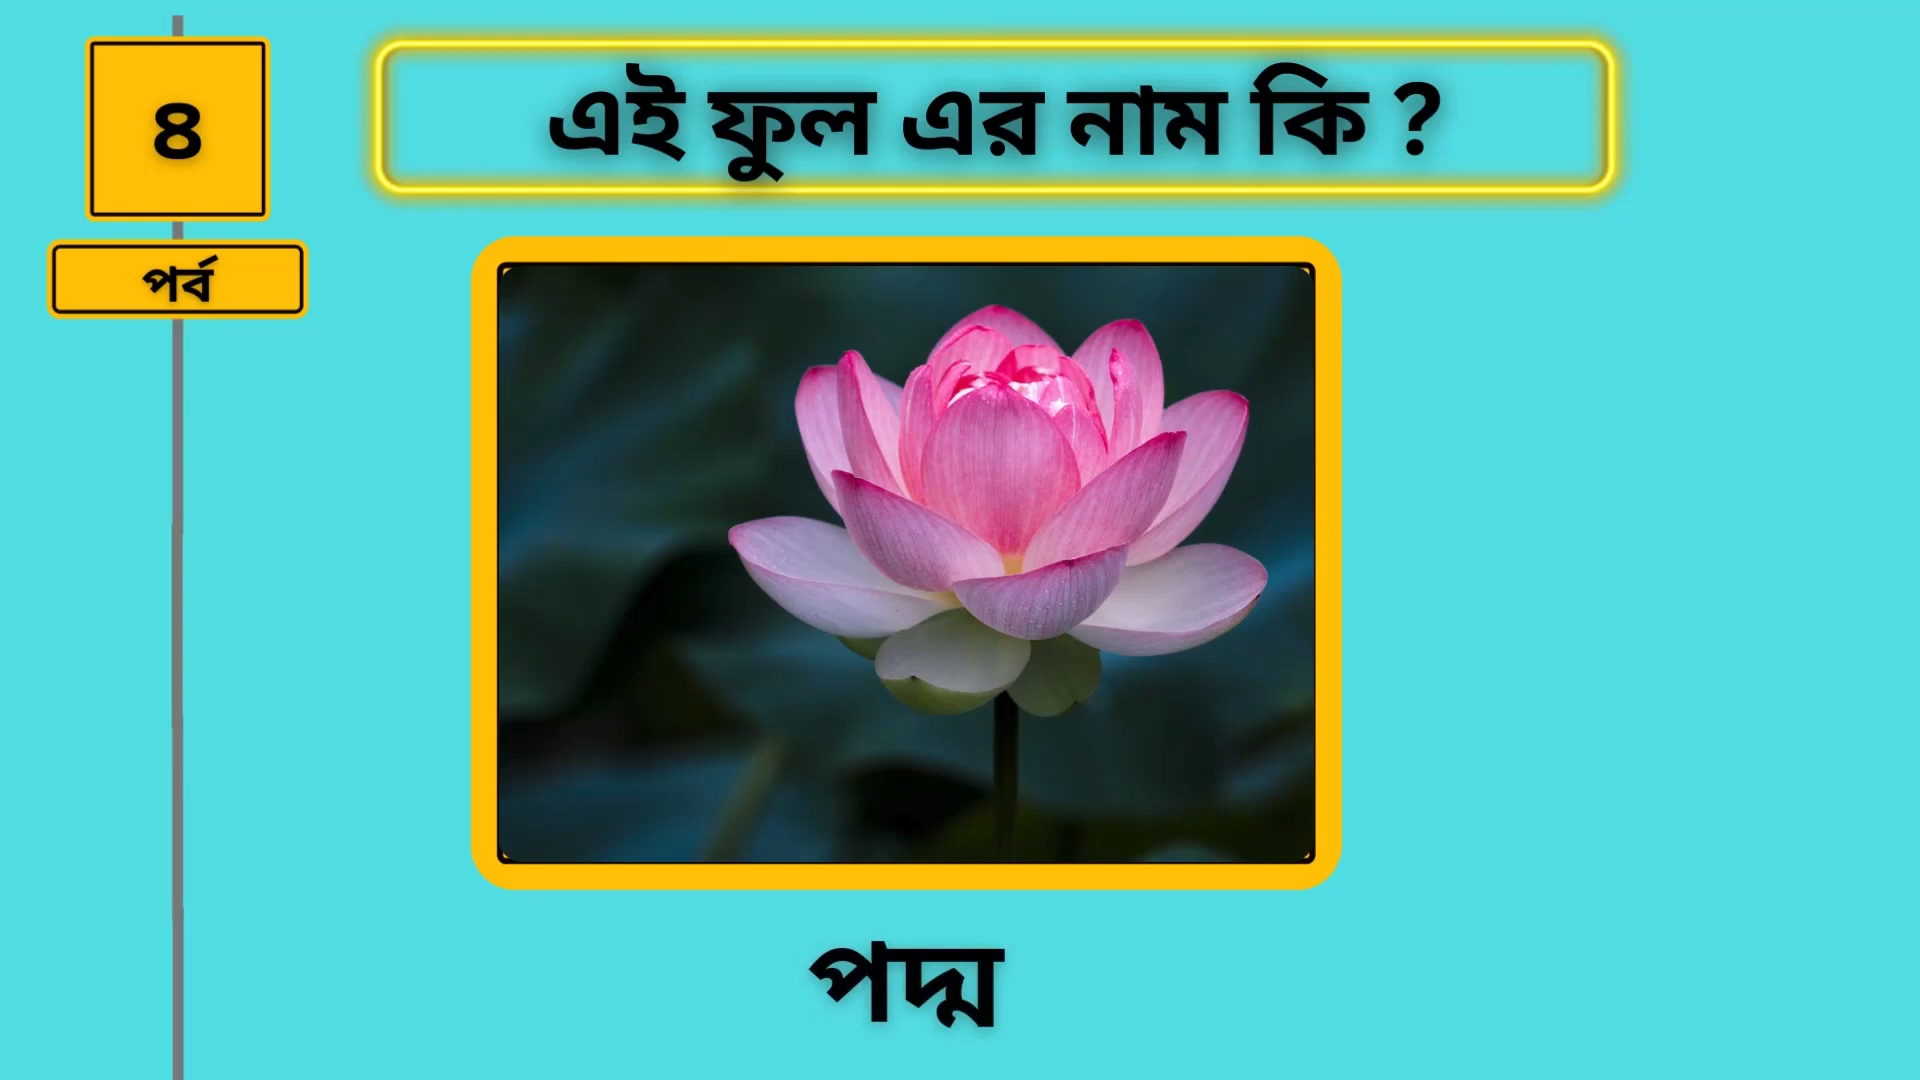 ৪
পর্ব
এই ফুল এর নাম কি ?
পদ্ম